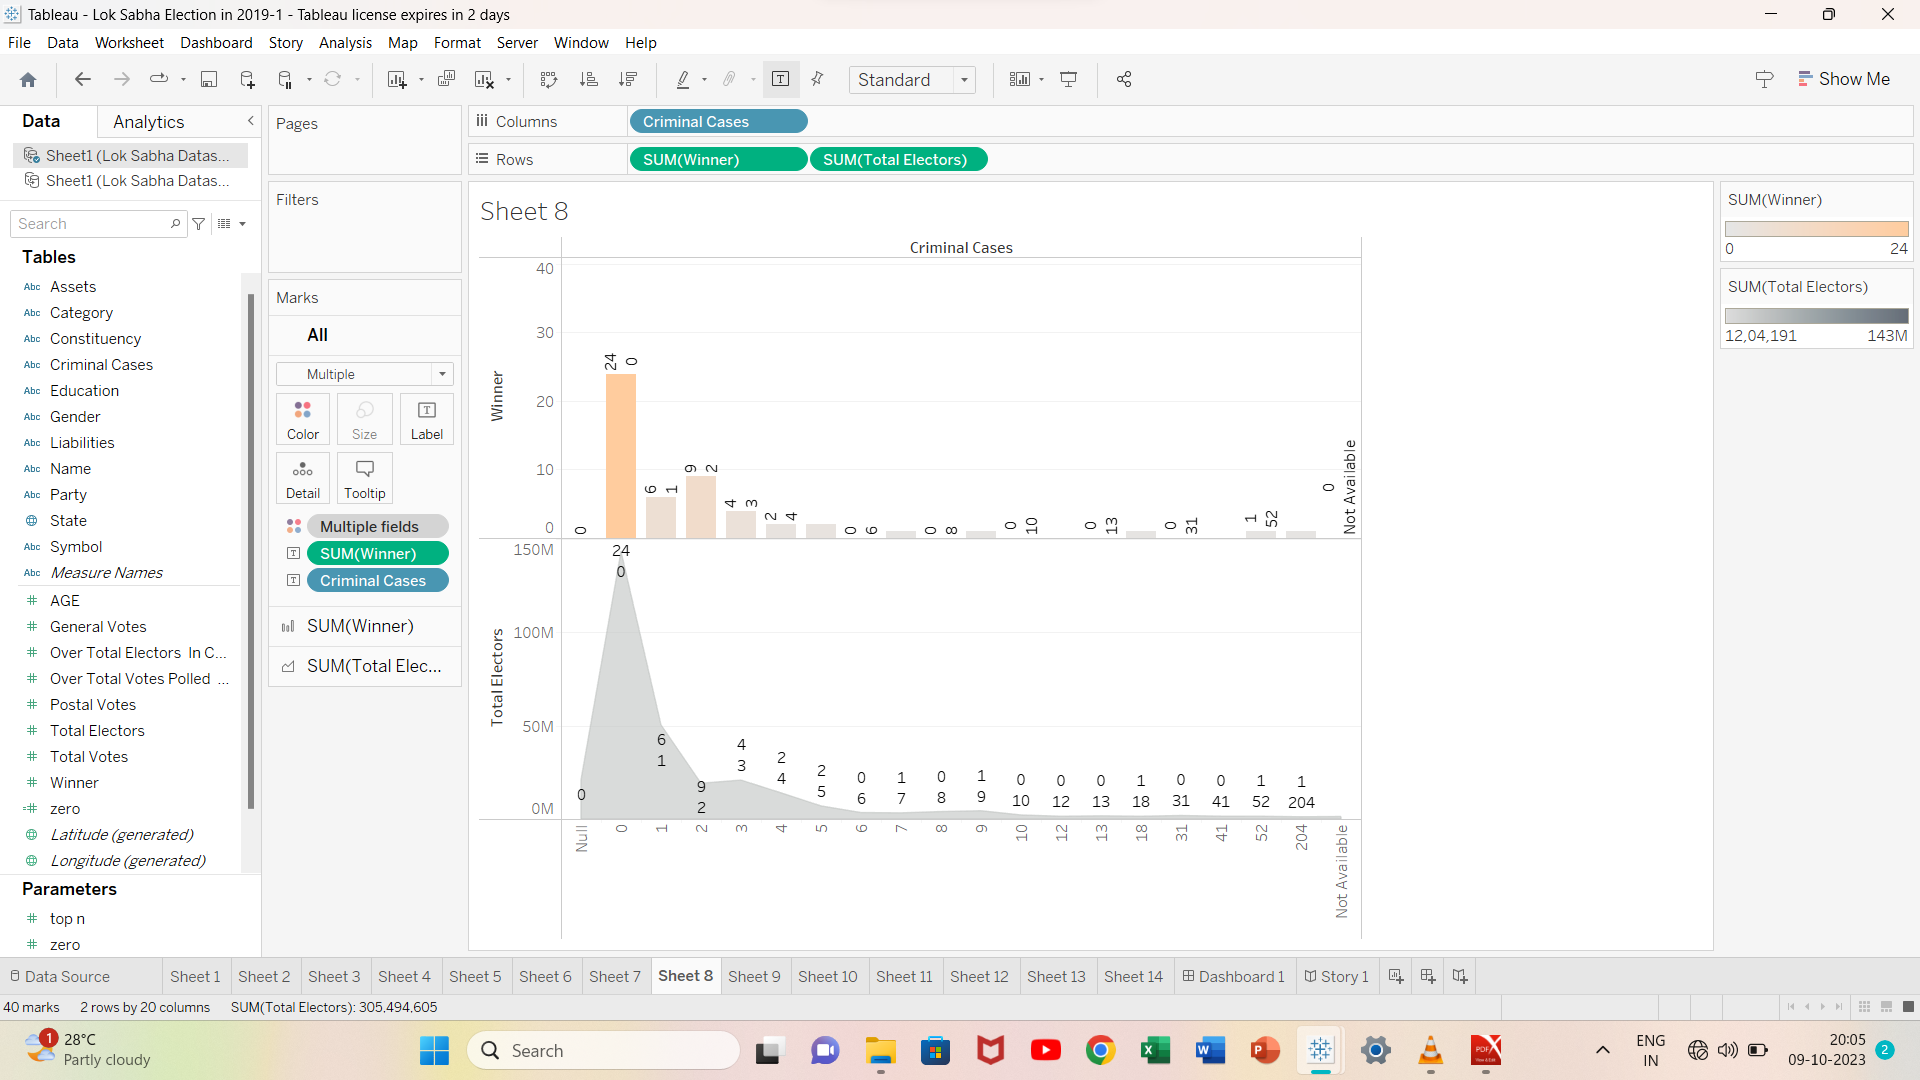 Tableau - Lok Sabha Election in 2019-1 - Tableau license expires in 2 days
File Data Worksheet Dashboard Story Analysis Map Format Server Window Help
Standard
Show Me
Data
Analytics
Sheet1 (Lok Sabha Datas...
Sheet1 (Lok Sabha Datas...
Search
Tables
Abc Assets
Abc Category
Abc Constituency
Abc Criminal Cases
Abc Education
Abc Gender
Abc Liabilities
Abc Name
Abc Party
State
Abc Symbol
Abc Measure Names
# AGE
# General Votes
# Over Total Electors In C...
# Over Total Votes Polled ...
# Postal Votes
# Total Electors
# Total Votes
# Winner
=# zero
Latitude (generated)
Longitude (generated)
Parameters
# top n
# zero
Pages
Filters
Marks
All
Multiple
Color
Size
T
Label
Detail
Tooltip
Multiple fields
T SUM(Winner)
T Criminal Cases
SUM(Winner)
SUM(Total Elec...
Columns
Criminal Cases
Rows
SUM(Winner)
SUM(Total Electors)
Sheet 8
Criminal Cases
Winner
40
30
20
10
0
0
24 0
6 1
9 2
4 3
2 4
0 6
0 8
0 10
0 13
0 31
1 52
0 Not Available
Total Electors
150M
100M
50M
0M
0
24 0
6 1
9 2
4 3
2 4
2 5
0 6
1 7
0 8
1 9
0 10
0 12
0 13
1 18
0 31
0 41
1 52
1 204
Null 0 1 2 3 4 5 6 7 8 9 10 12 13 18 31 41 52 204 Not Available
SUM(Winner)
0 24
SUM(Total Electors)
12,04,191 143M
Data Source Sheet 1 Sheet 2 Sheet 3 Sheet 4 Sheet 5 Sheet 6 Sheet 7 Sheet 8 Sheet 9 Sheet 10 Sheet 11 Sheet 12 Sheet 13 Sheet 14 Dashboard 1 Story 1
40 marks 2 rows by 20 columns SUM(Total Electors): 305,494,605
1
28°C
Partly cloudy
Search
X
W
P
PDF
ENG
IN
20:05
09-10-2023
2